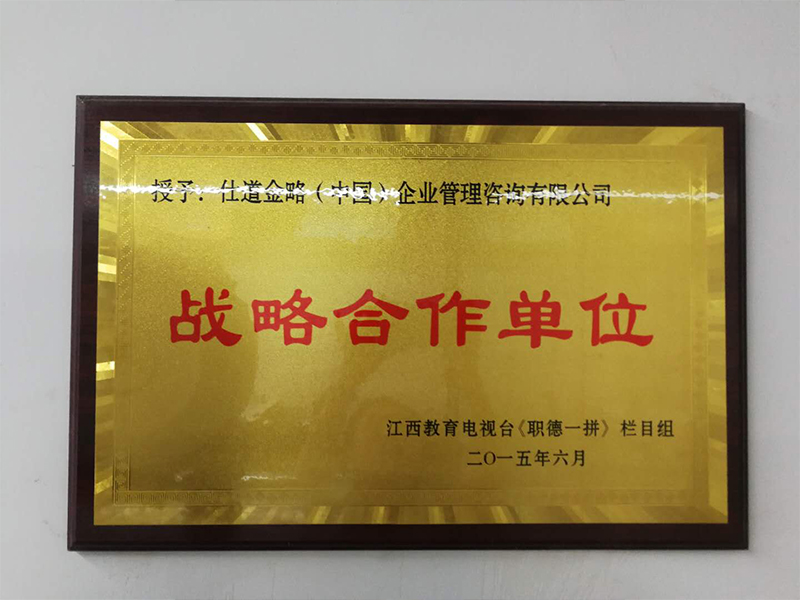 授予：仕道金略（中国）企业管理咨询有限公司
战略合作单位
江西教育电视台《职德一拼》栏目组
二〇一五年六月